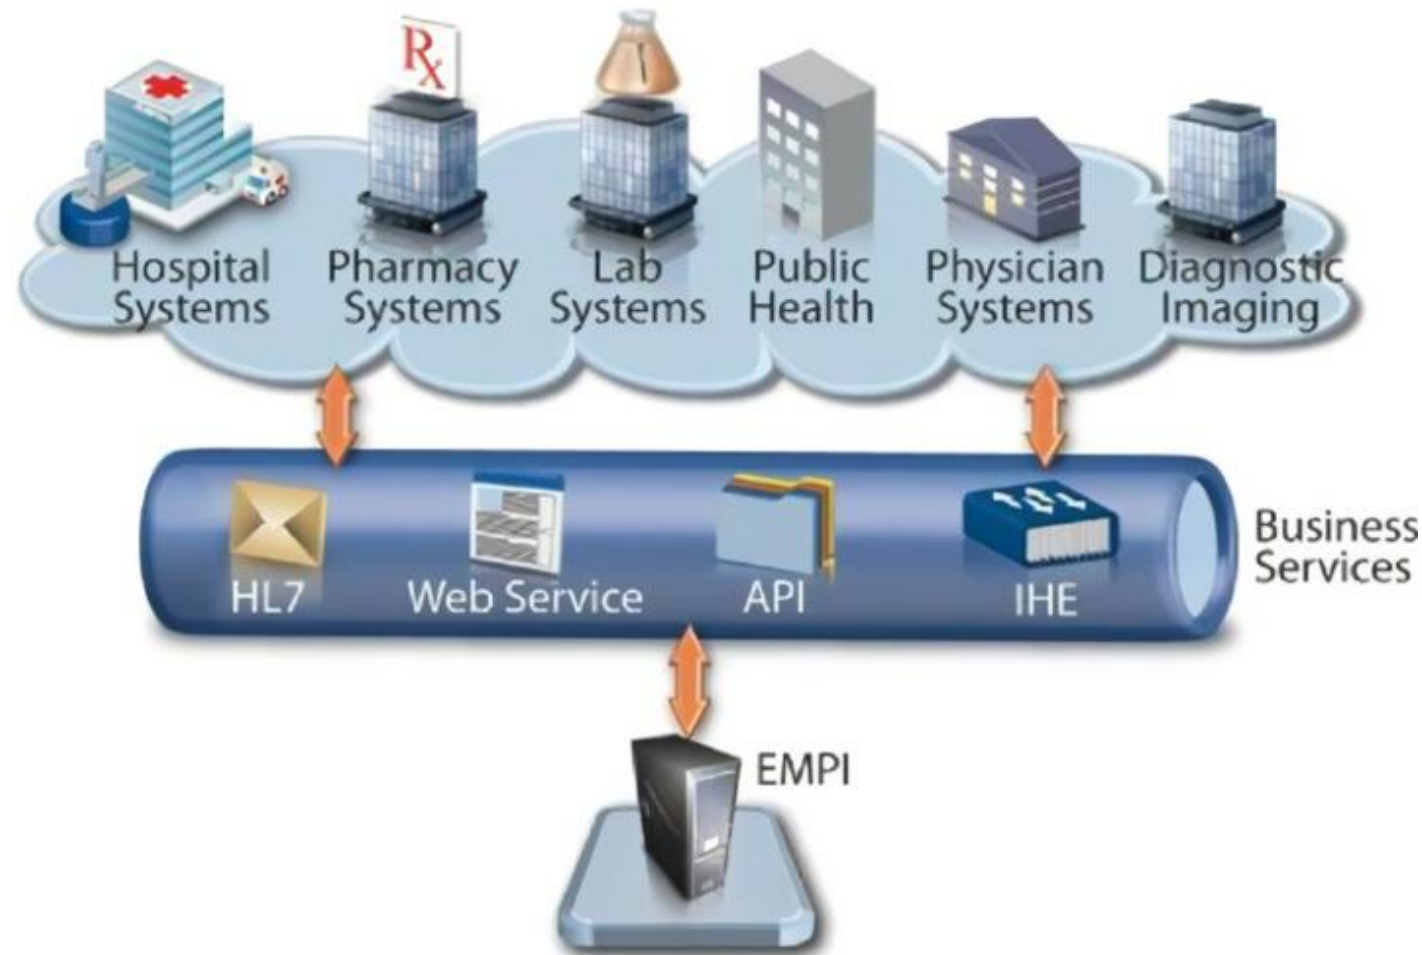 Rx
Hospital
Systems
Pharmacy
Systems
Lab
Systems
Public
Health
Physician
Systems
Diagnostic
Imaging
HL7
Web Service
API
IHE
Business
Services
EMPI